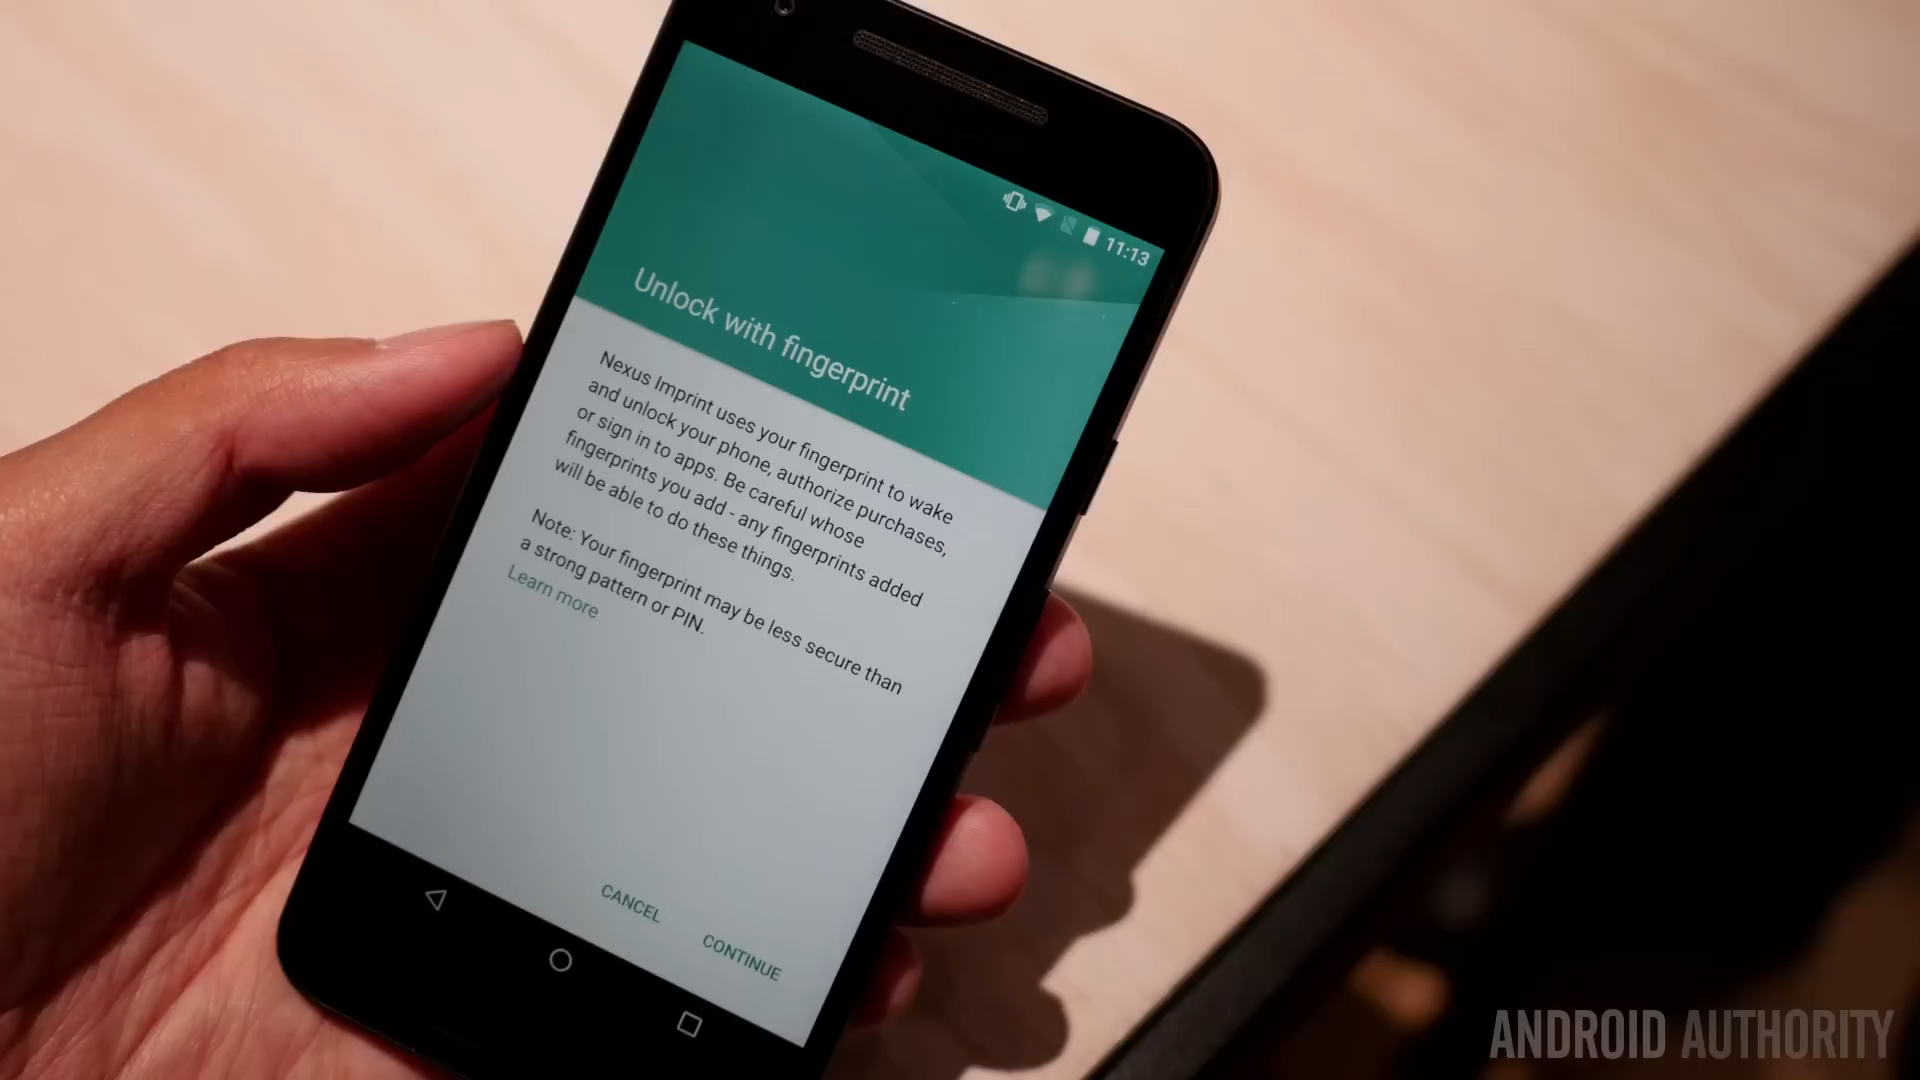 11:13
Unlock with fingerprint
Nexus Imprint uses your fingerprint to wake
and unlock your phone, authorize purchases,
or sign in to apps. Be careful whose
fingerprints you add - any fingerprints added
will be able to do these things.
Note: Your fingerprint may be less secure than
a strong pattern or PIN.
Learn more
CANCEL
CONTINUE
ANDROID AUTHORITY